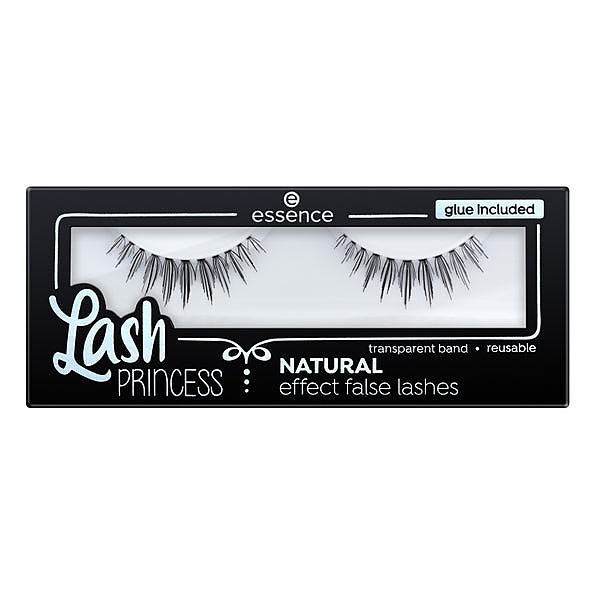 e
essence
glue included
transparent band • reusable
Lash
PRINCESS
NATURAL
effect false lashes